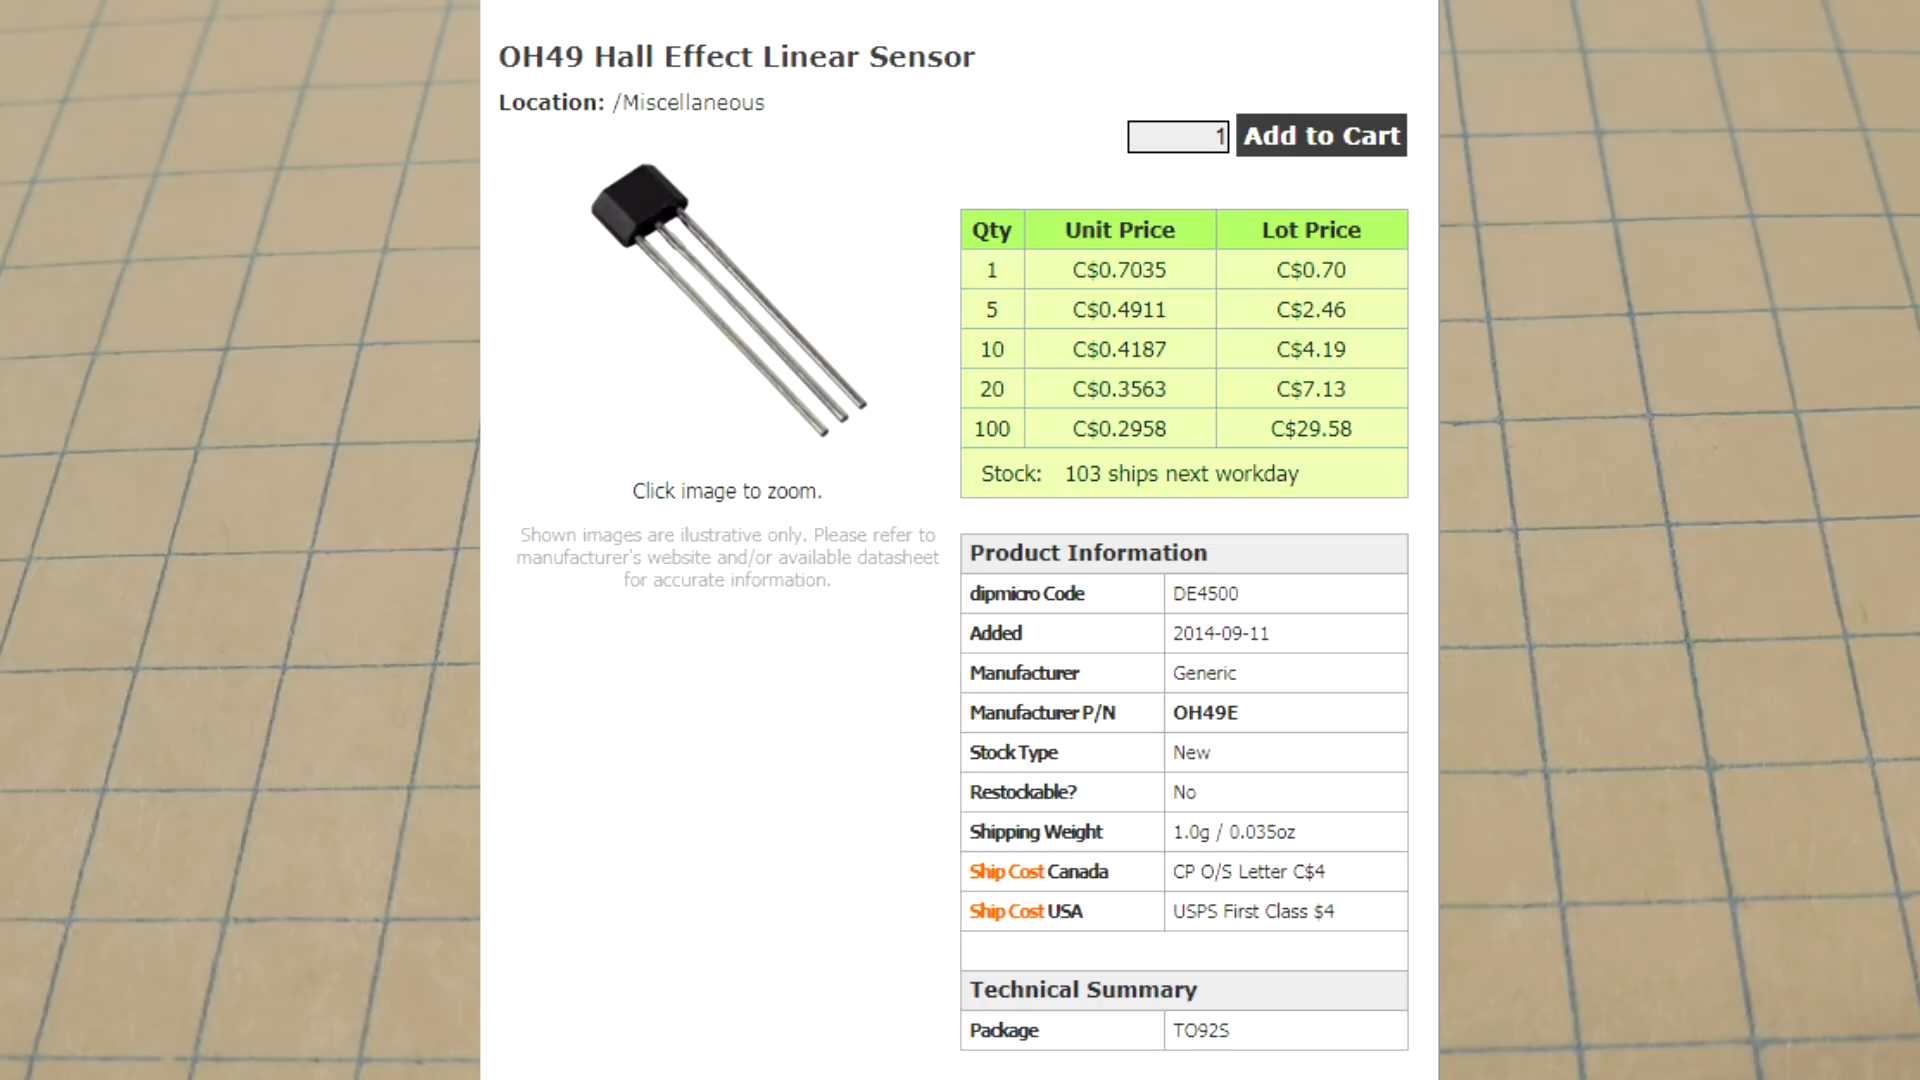 OH49 Hall Effect Linear Sensor
Location: /Miscellaneous
1 Add to Cart
Qty Unit Price Lot Price
1 C$0.7035 C$0.70
5 C$0.4911 C$2.46
10 C$0.4187 C$4.19
20 C$0.3563 C$7.13
100 C$0.2958 C$29.58
Stock: 103 ships next workday
Click image to zoom.
Shown images are ilustrative only. Please refer to
manufacturer's website and/or available datasheet
for accurate information.
Product Information
dipmicro Code DE4500
Added 2014-09-11
Manufacturer Generic
Manufacturer P/N OH49E
Stock Type New
Restockable? No
Shipping Weight 1.0g / 0.035oz
Ship Cost Canada CP O/S Letter C$4
Ship Cost USA USPS First Class $4
Technical Summary
Package TO92S